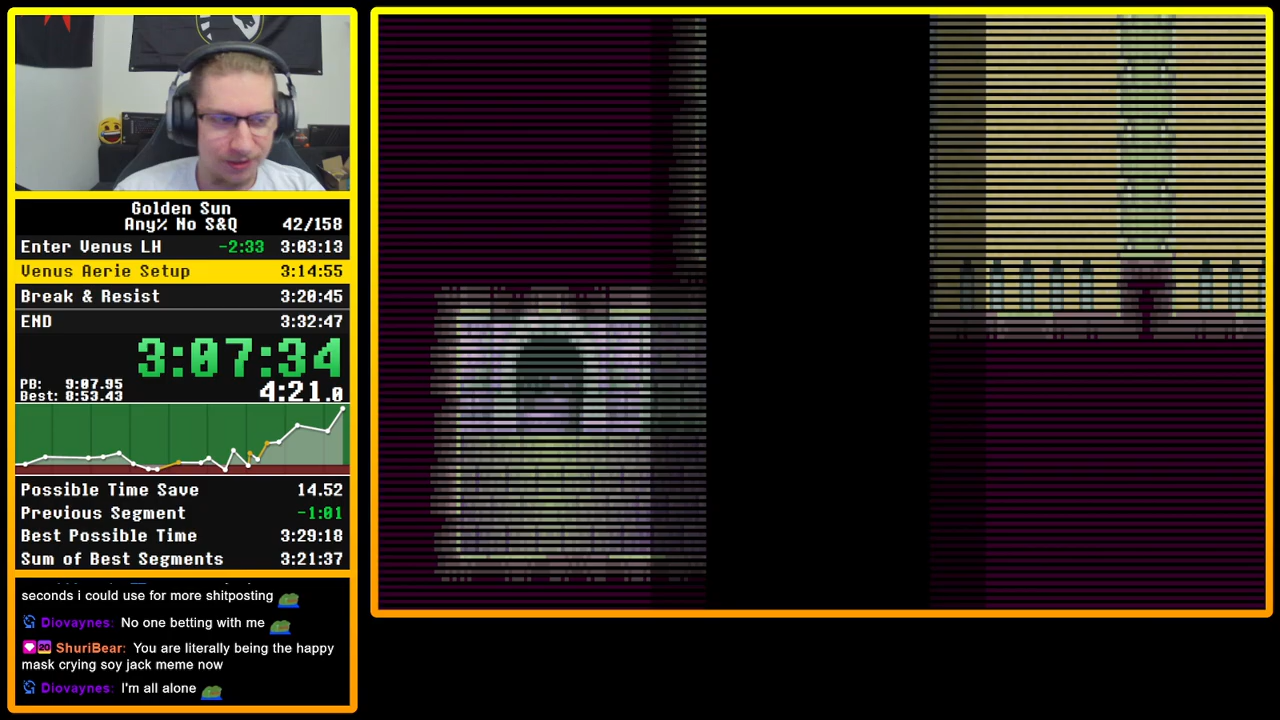 Golden Sun
Any% No S&Q 42/158
Enter Venus LH -2:33 3:03:13
Venus Aerie Setup 3:14:55
Break & Resist 3:20:45
END 3:32:47
3:07:34
PB: 9:07.95
Best: 8:53.43
4:21.0
Possible Time Save 14.52
Previous Segment -1:01
Best Possible Time 3:29:18
Sum of Best Segments 3:21:37
seconds i could use for more shitposting
Diovaynes: No one betting with me
20 ShuriBear: You are literally being the happy
mask crying soy jack meme now
Diovaynes: I'm all alone